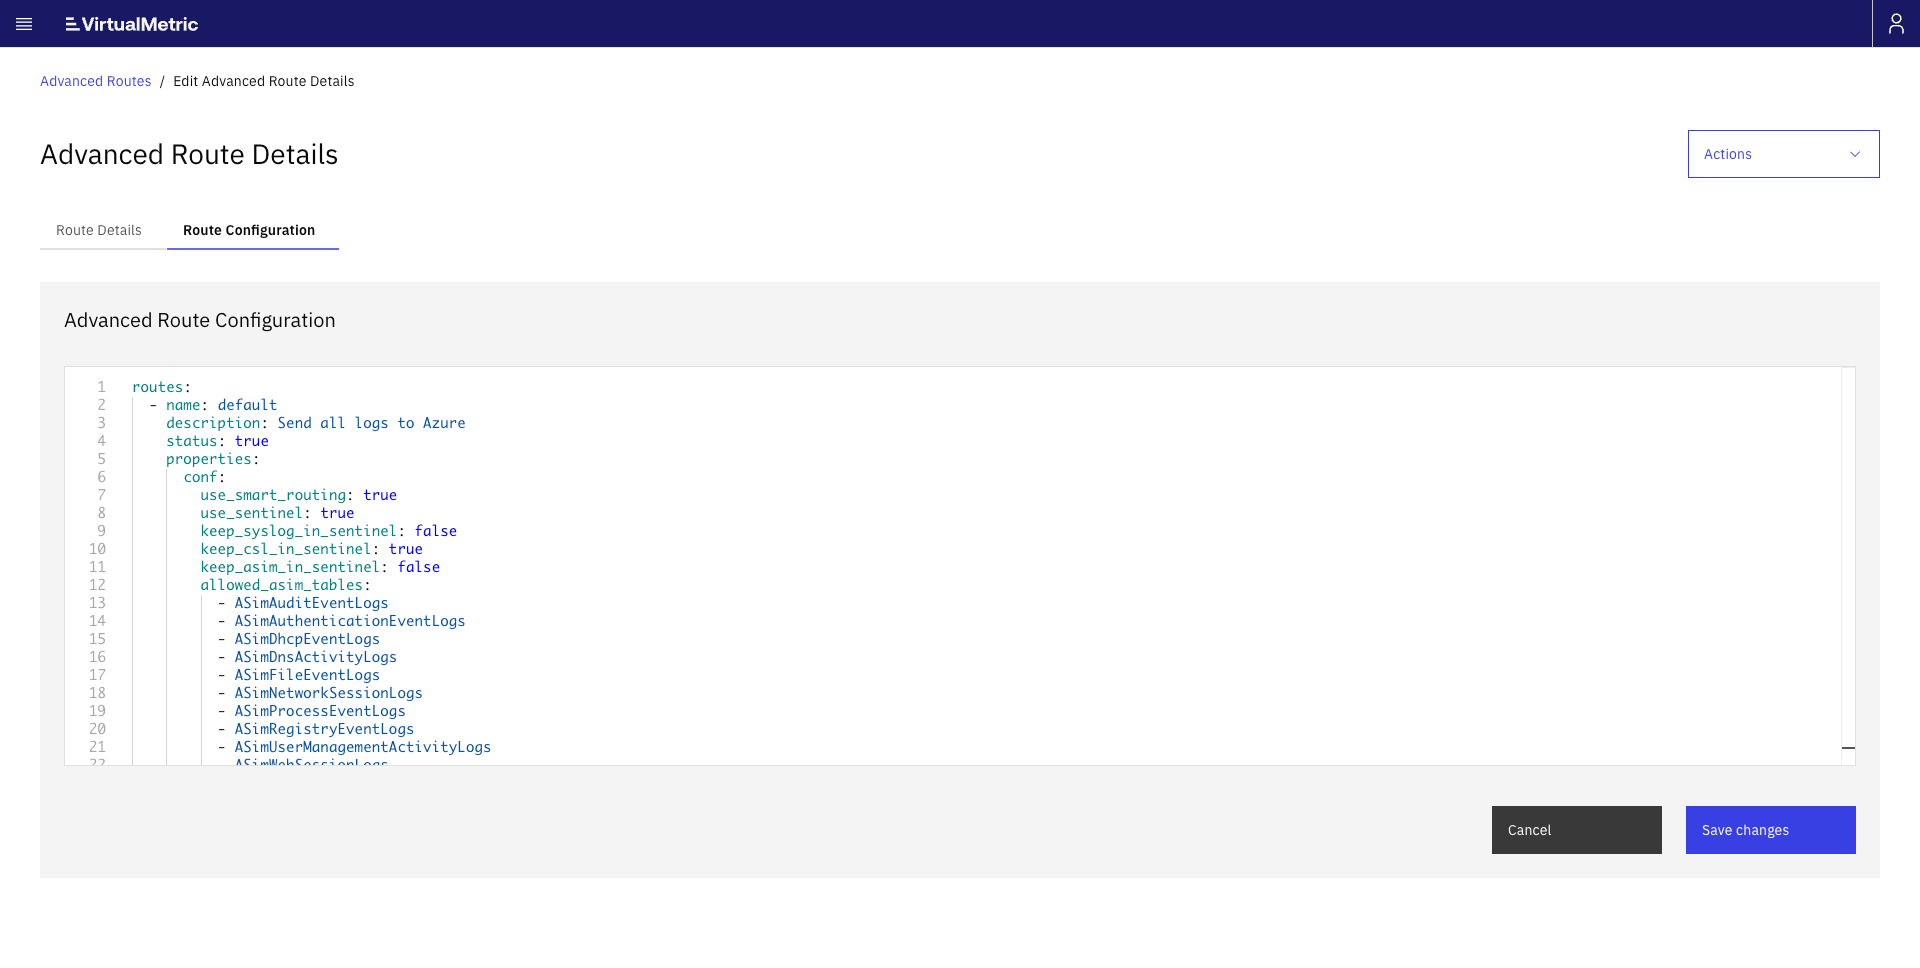 VirtualMetric
Advanced Routes / Edit Advanced Route Details
Advanced Route Details
Actions
Route Details
Route Configuration
Advanced Route Configuration
1 routes:
2 - name: default
3 description: Send all logs to Azure
4 status: true
5 properties:
6 conf:
7 use_smart_routing: true
8 use_sentinel: true
9 keep_syslog_in_sentinel: false
10 keep_csl_in_sentinel: true
11 keep_asim_in_sentinel: false
12 allowed_asim_tables:
13 - ASimAuditEventLogs
14 - ASimAuthenticationEventLogs
15 - ASimDhcpEventLogs
16 - ASimDnsActivityLogs
17 - ASimFileEventLogs
18 - ASimNetworkSessionLogs
19 - ASimProcessEventLogs
20 - ASimRegistryEventLogs
21 - ASimUserManagementActivityLogs
22 - ASimWebSessionLogs
Cancel
Save changes